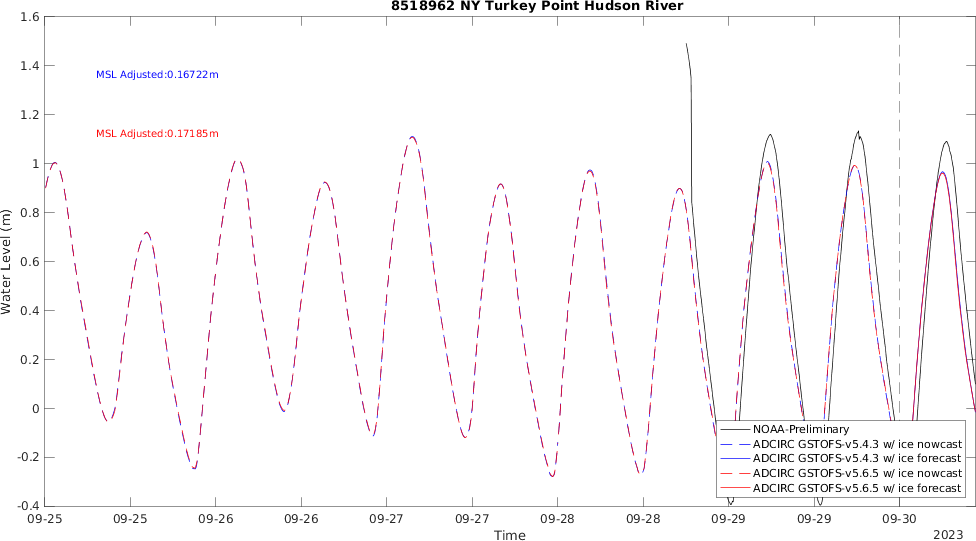 8518962 NY Turkey Point Hudson River
1.6
1.4
1.2
1
0.8
0.6
0.4
0.2
0
-0.2
-0.4
Water Level (m)
MSL Adjusted:0.16722m
MSL Adjusted:0.17185m
NOAA-Preliminary
ADCIRC GSTOFS-v5.4.3 w/ ice nowcast
ADCIRC GSTOFS-v5.4.3 w/ ice forecast
ADCIRC GSTOFS-v5.6.5 w/ ice nowcast
ADCIRC GSTOFS-v5.6.5 w/ ice forecast
09-25 09-25 09-26 09-26 09-27 09-27 09-28 09-28 09-29 09-29 09-30
Time
2023